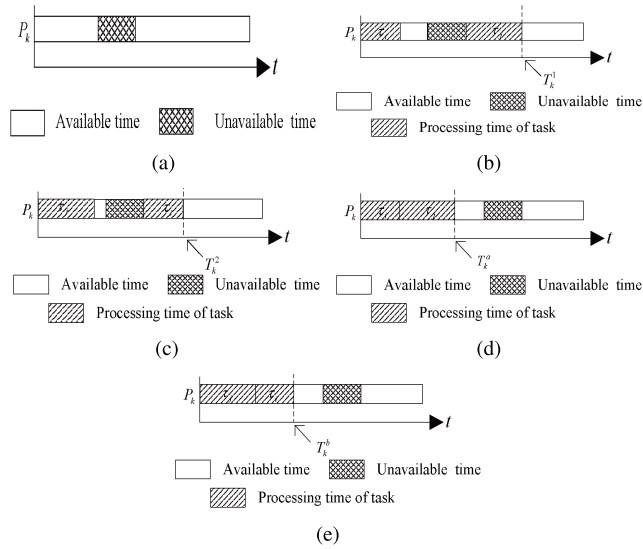 P_k
t
Available time Unavailable time
(a)
P_k τ_i τ_j
t
T_k^1
Available time Unavailable time
Processing time of task
(b)
P_k
t
T_k^2
Available time Unavailable time
Processing time of task
(c)
P_k
t
T_k^a
Available time Unavailable time
Processing time of task
(d)
P_k
t
T_k^b
Available time Unavailable time
Processing time of task
(e)